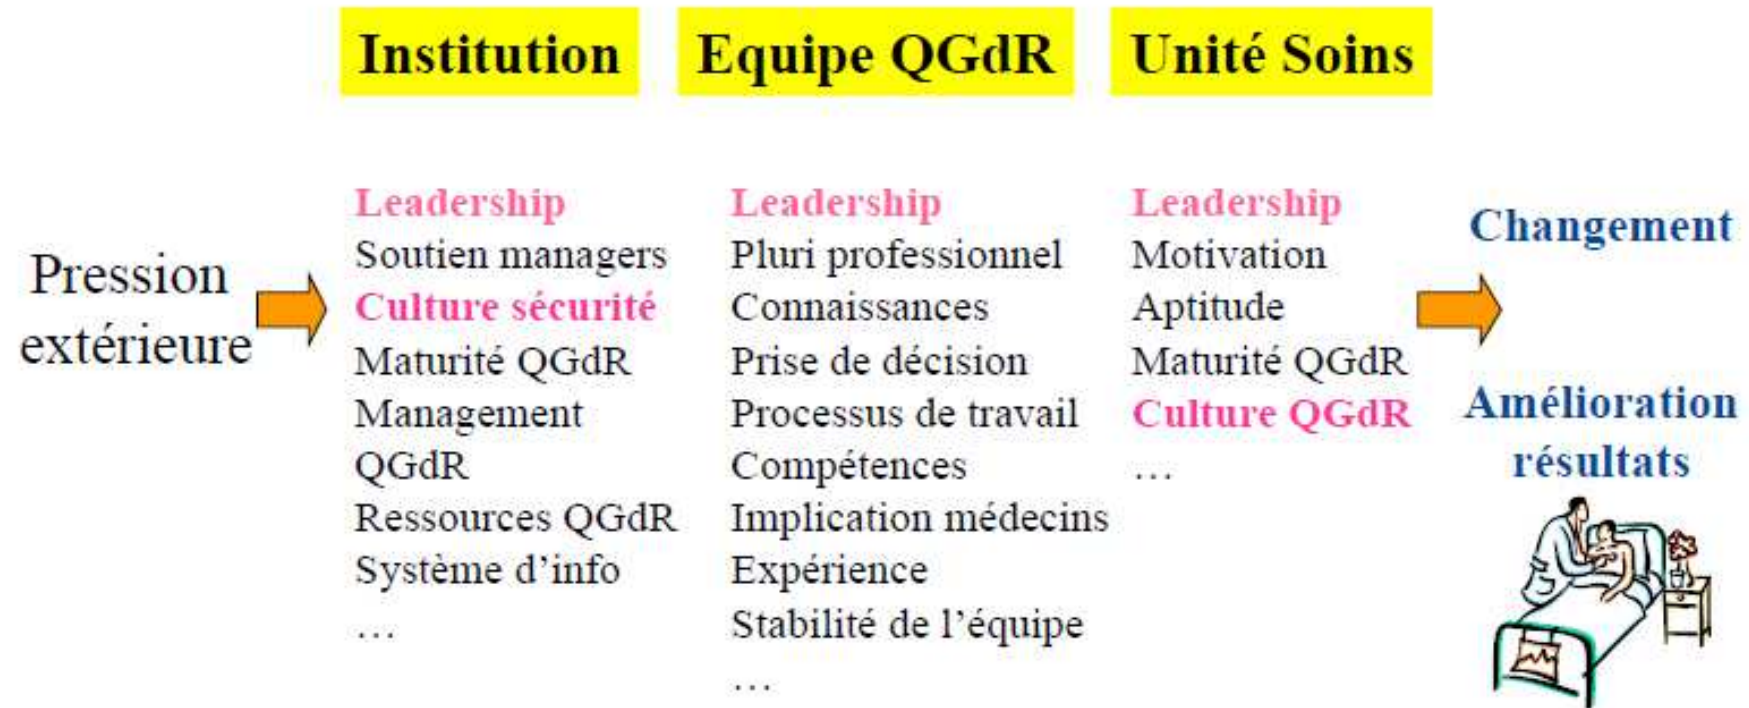 Institution
Equipe QGdR
Unité Soins
Pression
extérieure
Leadership
Soutien managers
Culture sécurité
Maturité QGdR
Management
QGdR
Ressources QGdR
Système d’info
…
Leadership
Pluri professionnel
Connaissances
Prise de décision
Processus de travail
Compétences
Implication médecins
Expérience
Stabilité de l’équipe
…
Leadership
Motivation
Aptitude
Maturité QGdR
Culture QGdR
…
Changement
Amélioration
résultats